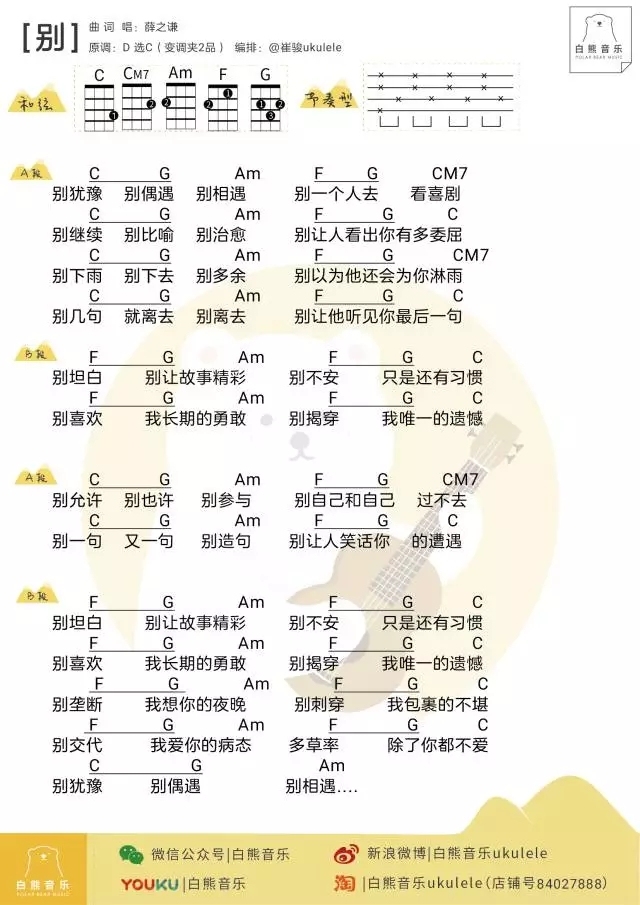 [别]
曲 词 唱：薛之谦
原调：D 选C（变调夹2品） 编排：@崔骏ukulele
白熊音乐
POLAR BEAR MUSIC
和弦
C CM7 Am F G
1 2 2 1 1 2 3
节奏型
A段
C G Am F G CM7
别犹豫 别偶遇 别相遇 别一个人去 看喜剧
C G Am F G C
别继续 别比喻 别治愈 别让人看出你有多委屈
C G Am F G CM7
别下雨 别下去 别多余 别以为他还会为你淋雨
C G Am F G C
别几句 就离去 别离去 别让他听见你最后一句
B段
F G Am F G C
别坦白 别让故事精彩 别不安 只是还有习惯
F G Am F G C
别喜欢 我长期的勇敢 别揭穿 我唯一的遗憾
A段
C G Am F G CM7
别允许 别也许 别参与 别自己和自己 过不去
C G Am F G C
别一句 又一句 别造句 别让人笑话你 的遭遇
B段
F G Am F G C
别坦白 别让故事精彩 别不安 只是还有习惯
F G Am F G C
别喜欢 我长期的勇敢 别揭穿 我唯一的遗憾
F G Am F G C
别垄断 我想你的夜晚 别刺穿 我包裹的不堪
F G Am F G C
别交代 我爱你的病态 多草率 除了你都不爱
C G Am
别犹豫 别偶遇 别相遇....
白熊音乐
POLAR BEAR MUSIC
微信公众号|白熊音乐
新浪微博|白熊音乐ukulele
YOUKU|白熊音乐
淘|白熊音乐ukulele(店铺号84027888)